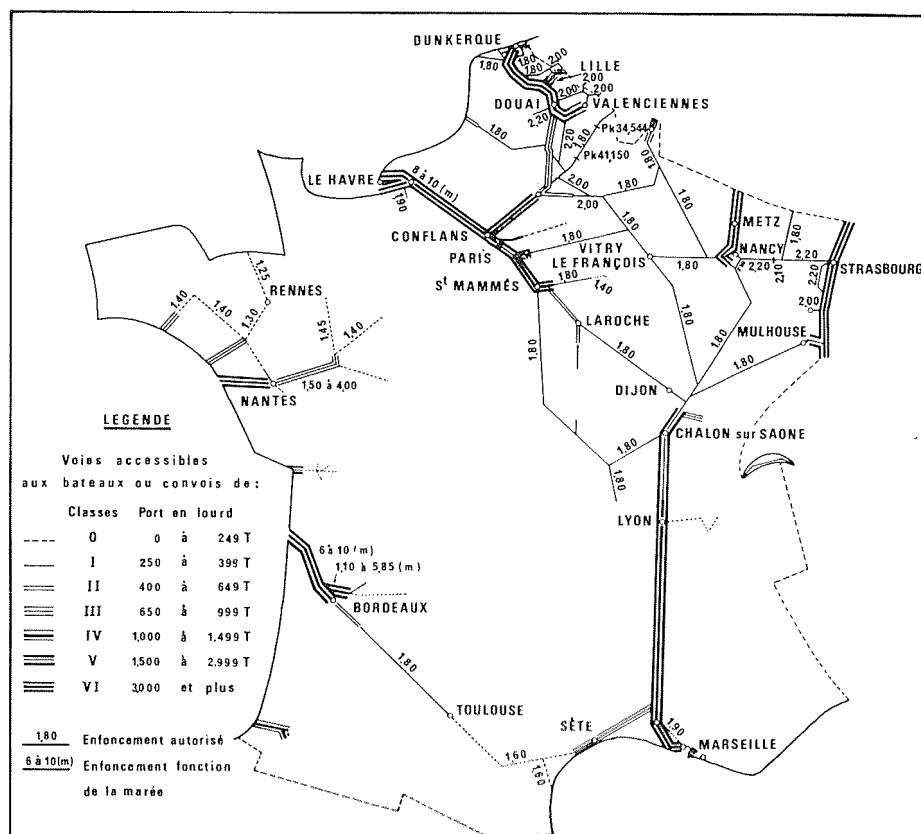 DUNKERQUE
1,80
1,80
1,80
2,00
LILLE
2,00
2,00
2,00
DOUAI
VALENCIENNES
2,20
2,20
1,80
Pk34,544
Pk41,150
1,80
1,80
LE HAVRE
8 à 10 (m)
1,90
2,00
1,80
2,00
1,80
1,80
CONFLANS
PARIS
1,80
VITRY
LE FRANÇOIS
1,80
METZ
NANCY
1,80
2,20
2,10
2,20
STRASBOURG
2,20
2,00
St MAMMÉS
1,80
1,40
LAROCHE
1,80
1,80
1,80
1,80
1,80
MULHOUSE
DIJON
1,25
RENNES
1,40
1,40
1,30
1,45
1,40
1,50 à 4,00
NANTES
CHALON sur SAONE
1,80
1,80
LYON
6 à 10 (m)
1,10 à 5,85 (m)
BORDEAUX
1,80
TOULOUSE
1,60
1,60
SÈTE
1,90
MARSEILLE
LEGENDE
Voies accessibles
aux bateaux ou convois de :
Classes Port en lourd
0 0 à 249 T
I 250 à 399 T
II 400 à 649 T
III 650 à 999 T
IV 1,000 à 1.499 T
V 1,500 à 2.999 T
VI 3,000 et plus
1,80 Enfoncement autorisé
6 à 10(m) Enfoncement fonction
de la marée